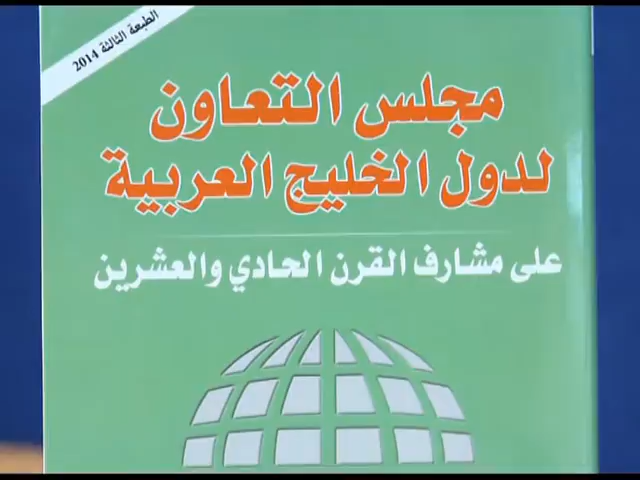 الطبعة الثالثة 2014
مجلس التعاون
لدول الخليج العربية
على مشارف القرن الحادي والعشرين